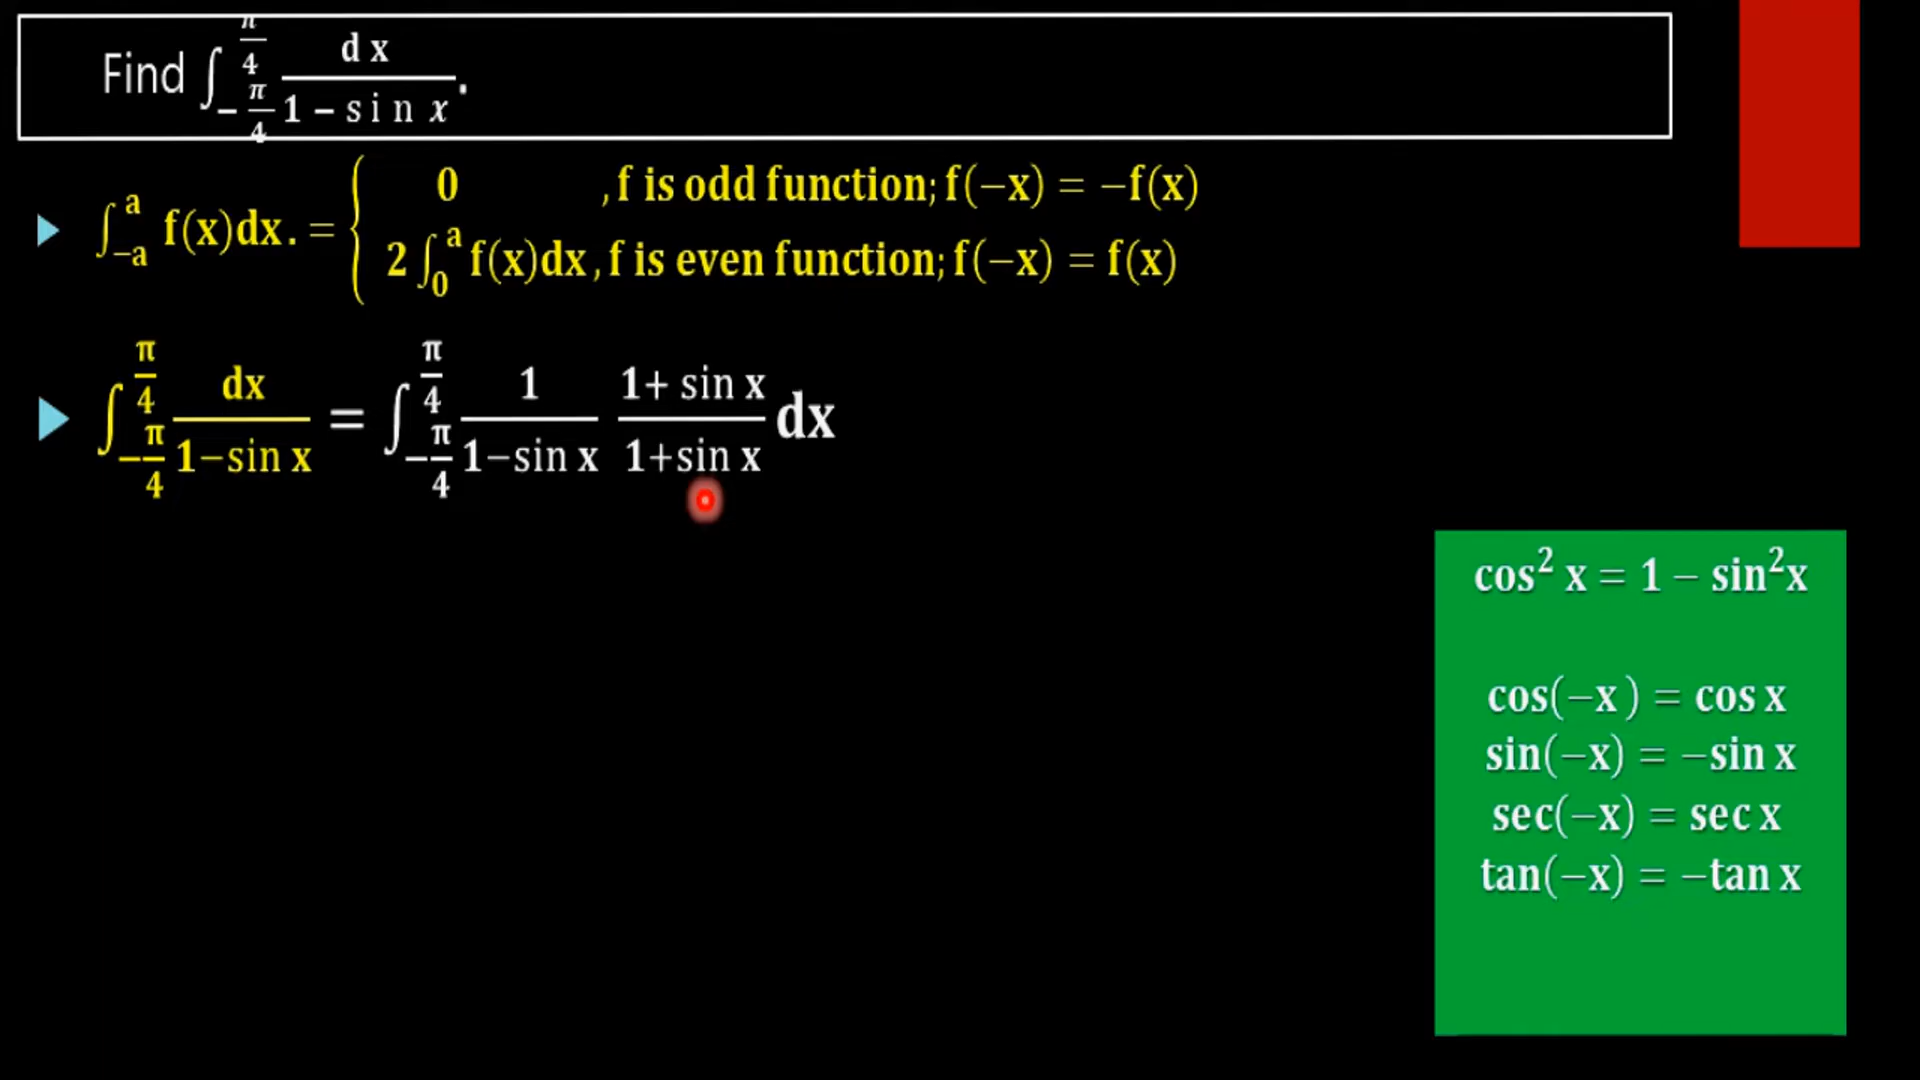 Find ∫_{-π/4}^{π/4} dx/(1 − sin x).
∫_{-a}^{a} f(x)dx. = { 0 , f is odd function; f(−x) = −f(x)
2 ∫_{0}^{a} f(x)dx, f is even function; f(−x) = f(x)
∫_{-π/4}^{π/4} dx/(1−sin x) = ∫_{-π/4}^{π/4} 1/(1−sin x) (1+ sin x)/(1+sin x) dx
cos² x = 1 − sin²x
cos(−x ) = cos x
sin(−x) = −sin x
sec(−x) = sec x
tan(−x) = −tan x